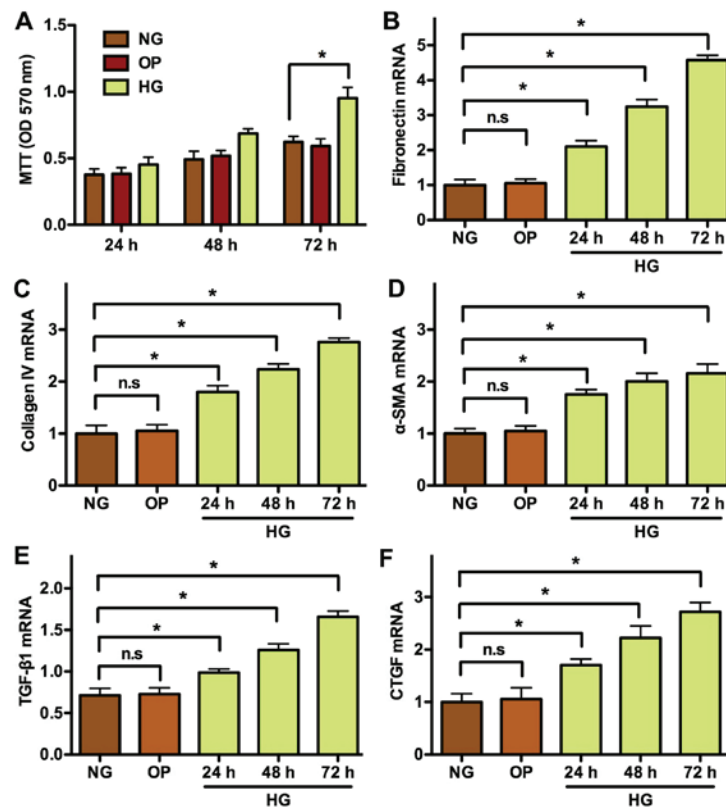 A
NG
OP
HG
*
MTT (OD 570 nm)
1.5
1.0
0.5
0.0
24 h 48 h 72 h
B
*
*
*
n.s
Fibronectin mRNA
5
4
3
2
1
0
NG OP 24 h 48 h 72 h
HG
C
*
*
*
n.s
Collagen IV mRNA
3
2
1
0
NG OP 24 h 48 h 72 h
HG
D
*
*
*
n.s
α-SMA mRNA
3
2
1
0
NG OP 24 h 48 h 72 h
HG
E
*
*
*
n.s
TGF-β1 mRNA
2.0
1.5
1.0
0.5
0.0
NG OP 24 h 48 h 72 h
HG
F
*
*
*
n.s
CTGF mRNA
3
2
1
0
NG OP 24 h 48 h 72 h
HG